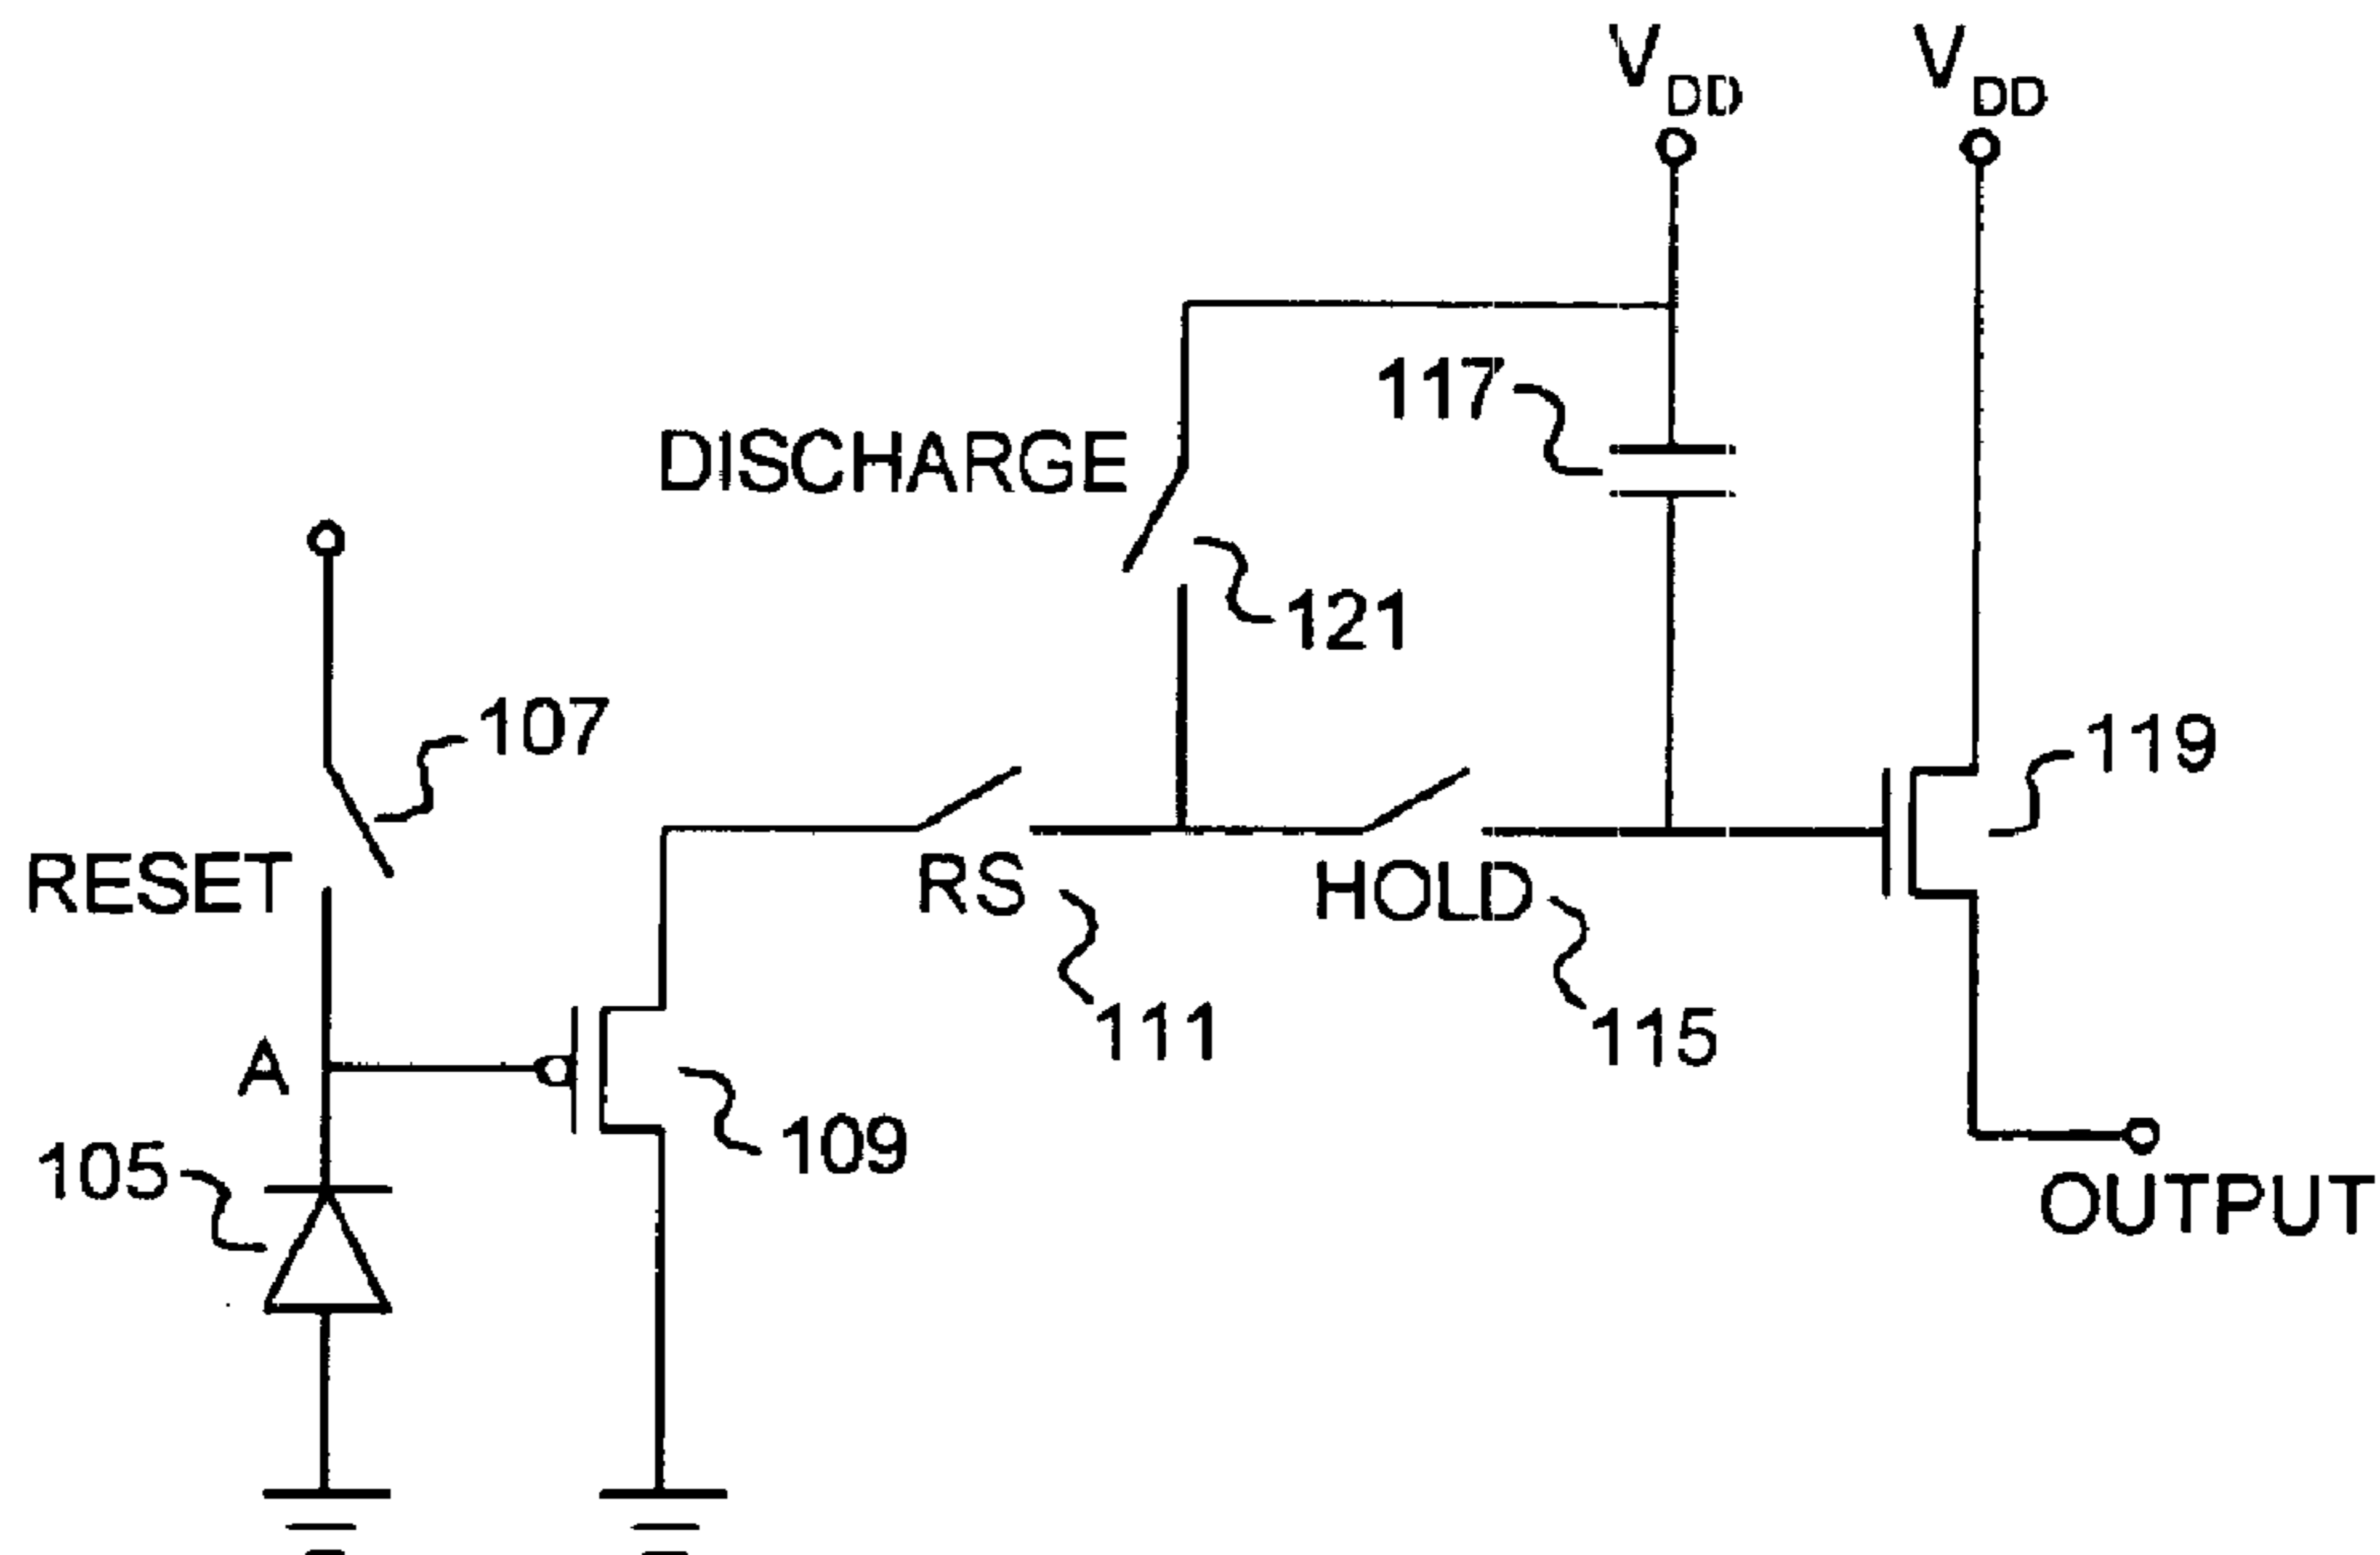 VDD VDD
117
DISCHARGE
121
107
119
RESET
RS
HOLD
111
115
A
109
105
OUTPUT